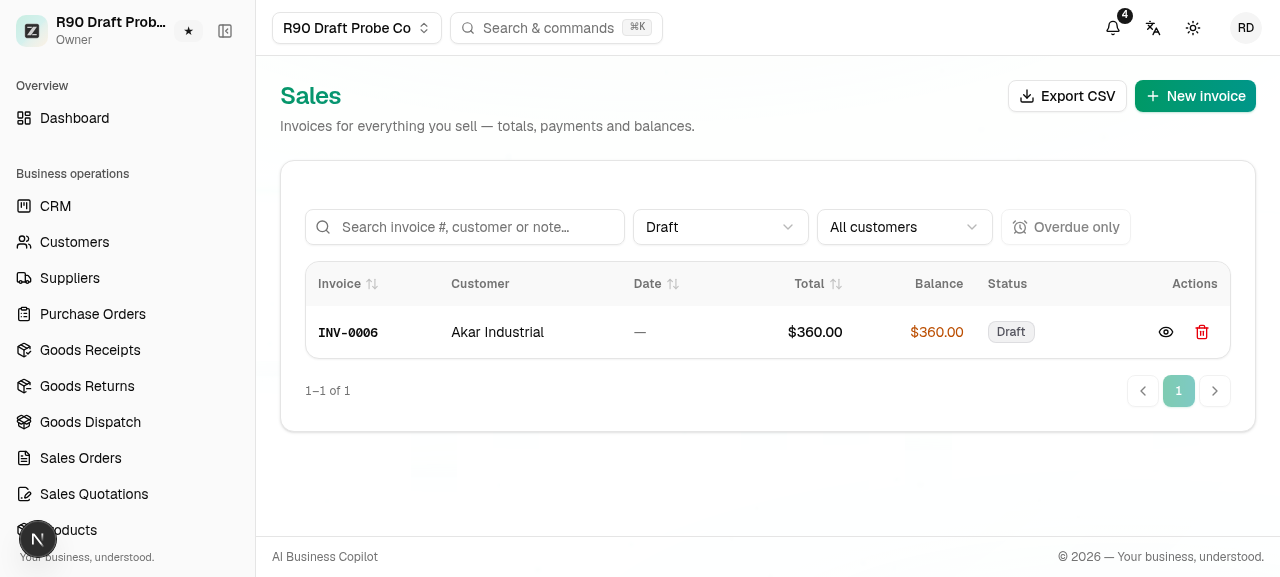 R90 Draft Prob...
Owner
Overview
Dashboard
Business operations
CRM
Customers
Suppliers
Purchase Orders
Goods Receipts
Goods Returns
Goods Dispatch
Sales Orders
Sales Quotations
Your business, understood.
R90 Draft Probe Co
Search & commands ⌘K
4
RD
Sales
Invoices for everything you sell — totals, payments and balances.
Export CSV
New invoice
Search invoice #, customer or note...
Draft
All customers
Overdue only
Invoice Customer Date Total Balance Status Actions
INV-0006 Akar Industrial — $360.00 $360.00 Draft
1–1 of 1
1
AI Business Copilot
© 2026 — Your business, understood.